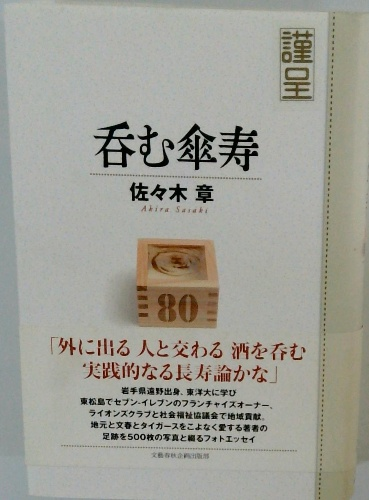 謹呈
呑む傘寿
佐々木 章
Akira Sasaki
80
「外に出る 人と交わる 酒を呑む
実践的なる長寿論かな」
岩手県遠野出身、東洋大に学び
東松島でセブン-イレブンのフランチャイズオーナー、
ライオンズクラブと社会福祉協議会で地域貢献。
地元と文春とタイガースをこよなく愛する著者の
足跡を500枚の写真と綴るフォトエッセイ
文藝春秋企画出版部